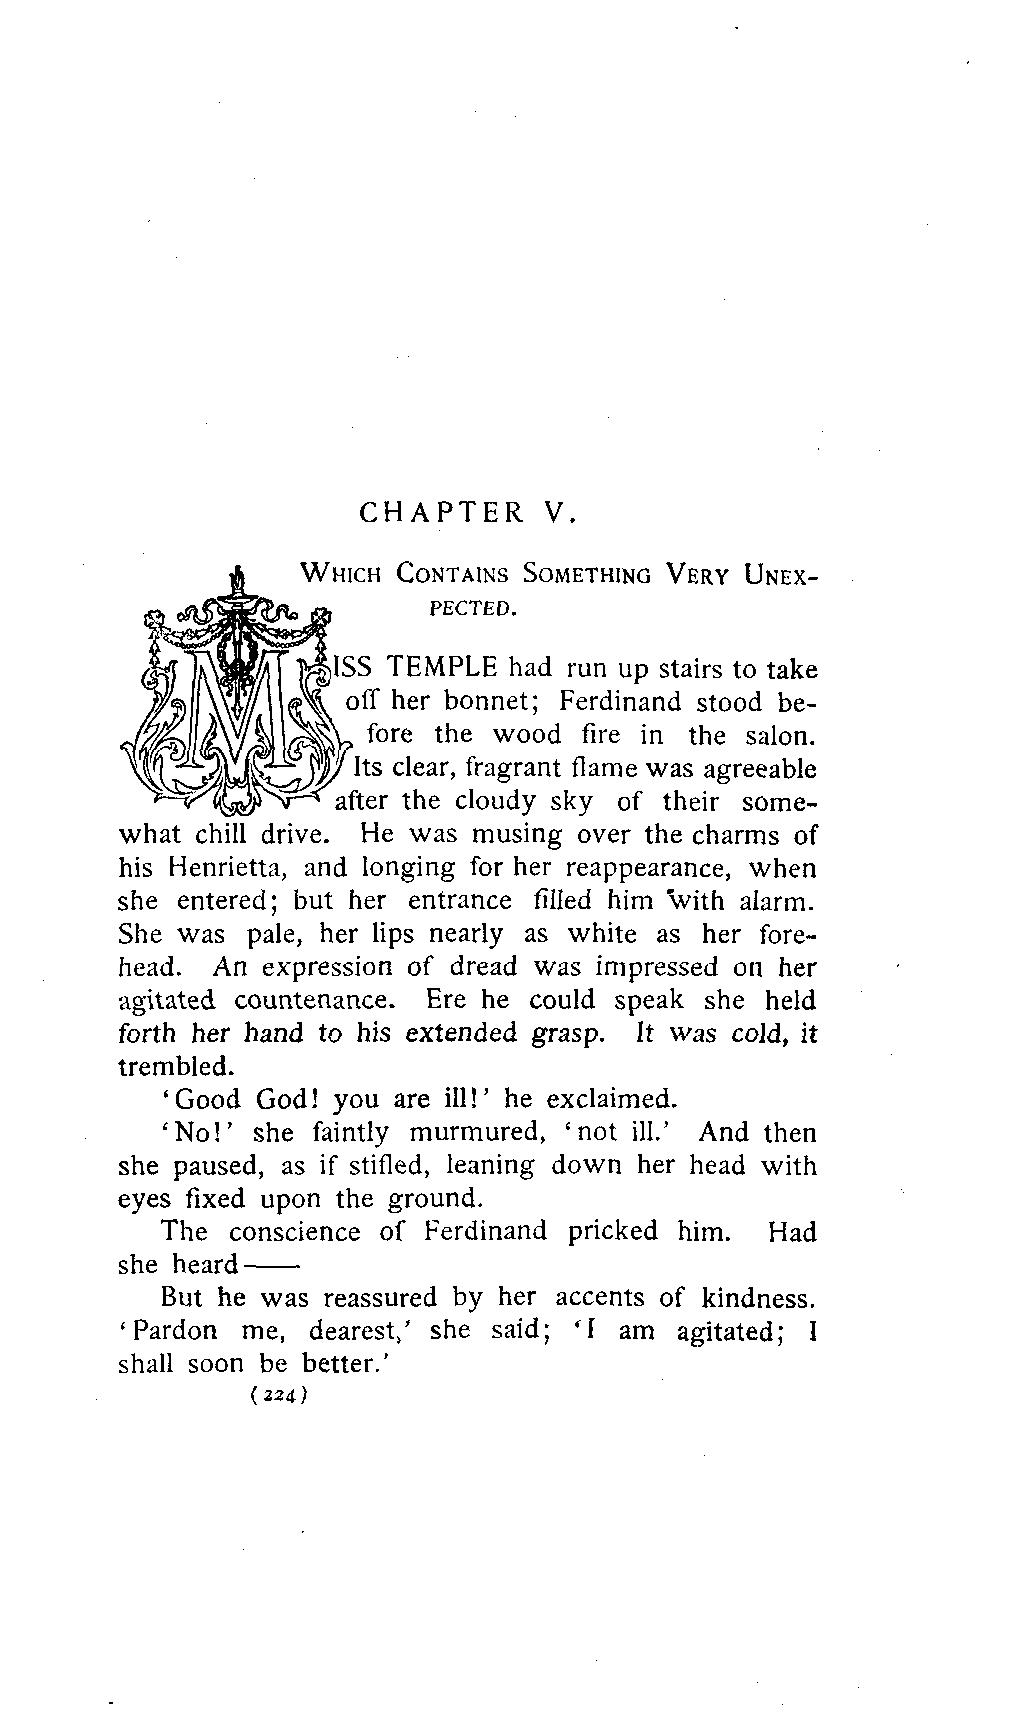 CHAPTER V.
WHICH CONTAINS SOMETHING VERY UNEX-
PECTED.
MISS TEMPLE had run up stairs to take
off her bonnet; Ferdinand stood be-
fore the wood fire in the salon.
Its clear, fragrant flame was agreeable
after the cloudy sky of their some-
what chill drive. He was musing over the charms of
his Henrietta, and longing for her reappearance, when
she entered; but her entrance filled him with alarm.
She was pale, her lips nearly as white as her fore-
head. An expression of dread was impressed on her
agitated countenance. Ere he could speak she held
forth her hand to his extended grasp. It was cold, it
trembled.
‘Good God! you are ill!’ he exclaimed.
‘No!’ she faintly murmured, ‘not ill.’ And then
she paused, as if stifled, leaning down her head with
eyes fixed upon the ground.
The conscience of Ferdinand pricked him. Had
she heard——
But he was reassured by her accents of kindness.
‘Pardon me, dearest,’ she said; ‘I am agitated; I
shall soon be better.’
(224)